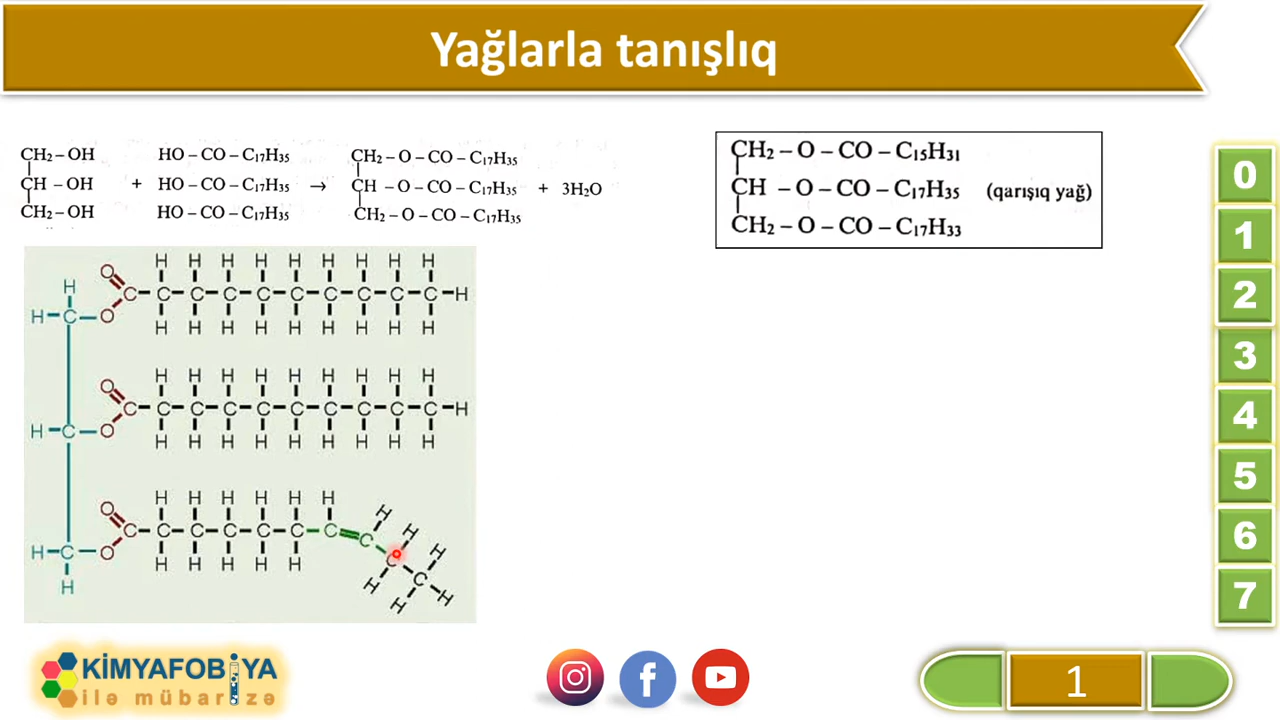 Yağlarla tanışlıq
CH2 – OH HO – CO – C17H35 CH2 – O – CO – C17H35
CH – OH + HO – CO – C17H35 → CH – O – CO – C17H35 + 3H2O
CH2 – OH HO – CO – C17H35 CH2 – O – CO – C17H35
CH2 – O – CO – C15H31
CH – O – CO – C17H35 (qarışıq yağ)
CH2 – O – CO – C17H33
H H H H H H H H H
H O
H – C – O C – C – C – C – C – C – C – C – C – C – H
H H H H H H H H H
H H H H H H H H H
O
H – C – O C – C – C – C – C – C – C – C – C – C – H
H H H H H H H H H
H H H H H H H
O H
H – C – O C – C – C – C – C – C – C = C – C – C H
H H H H H H H H H
0
1
2
3
4
5
6
7
KİMYAFOBİYA
ilə mübarizə
1